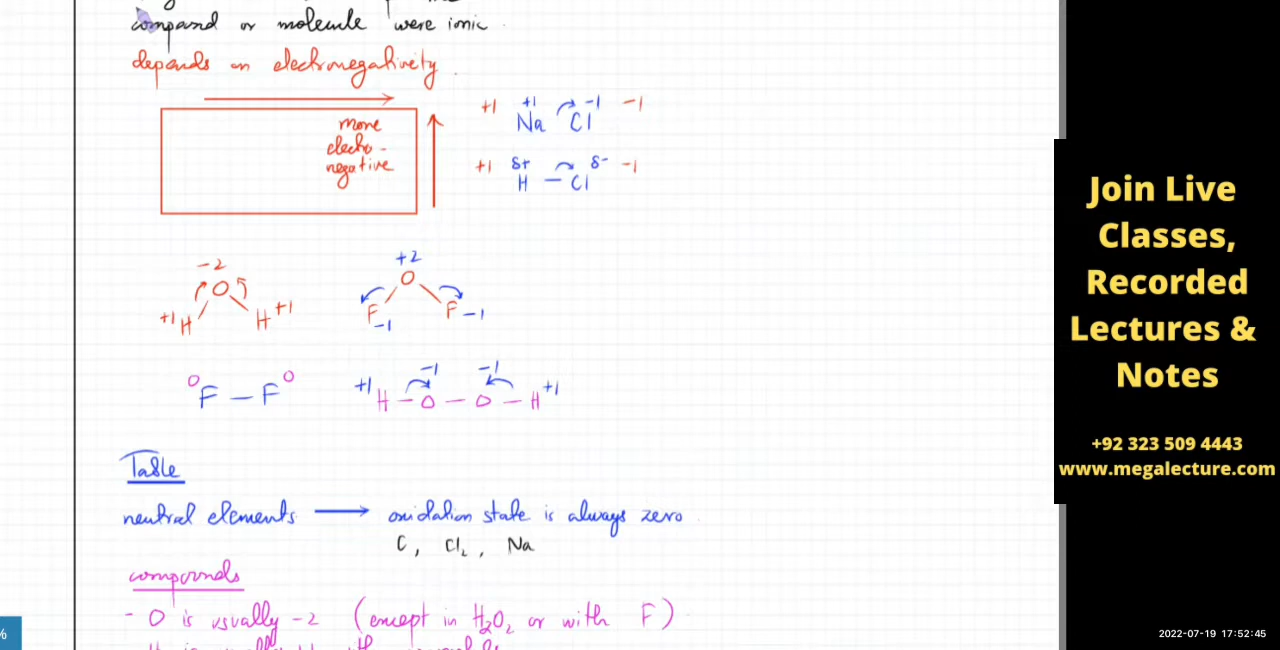 compound or molecule were ionic
depends on electronegativity.
more
electro-
negative
+1 +1 -1 -1
Na Cl
+1 δ+ δ- -1
H — Cl
-2
O
+1 H H +1
+2
O
F F
-1 -1
0 0
F — F
+1 -1 -1 +1
H — O — O — H
Table
neutral elements → oxidation state is always zero
C, Cl₂, Na
compounds
- O is usually -2 (except in H₂O₂ or with F)
Join Live
Classes,
Recorded
Lectures &
Notes
+92 323 509 4443
www.megalecture.com
%
2022-07-19 17:52:45